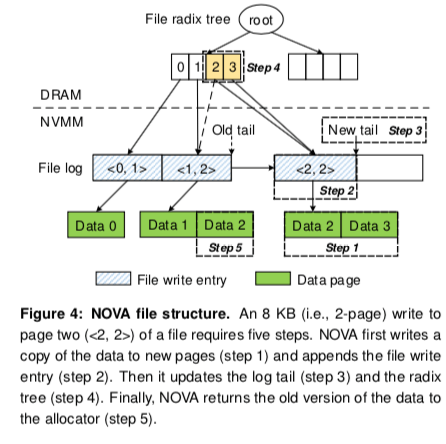 File radix tree
root
0 1 2 3 Step 4
DRAM
NVMM
Old tail
New tail Step 3
File log
<0, 1> <1, 2> <2, 2>
Step 2
Data 0 Data 1 Data 2 Data 2 Data 3
Step 5 Step 1
File write entry Data page
Figure 4: NOVA file structure. An 8 KB (i.e., 2-page) write to
page two (<2, 2>) of a file requires five steps. NOVA first writes a
copy of the data to new pages (step 1) and appends the file write
entry (step 2). Then it updates the log tail (step 3) and the radix
tree (step 4). Finally, NOVA returns the old version of the data to
the allocator (step 5).